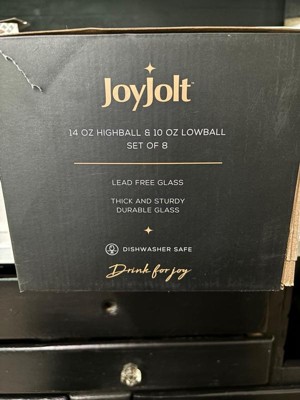 JoyJolt™
14 OZ HIGHBALL & 10 OZ LOWBALL
SET OF 8
LEAD FREE GLASS
THICK AND STURDY
DURABLE GLASS
DISHWASHER SAFE
Drink for joy